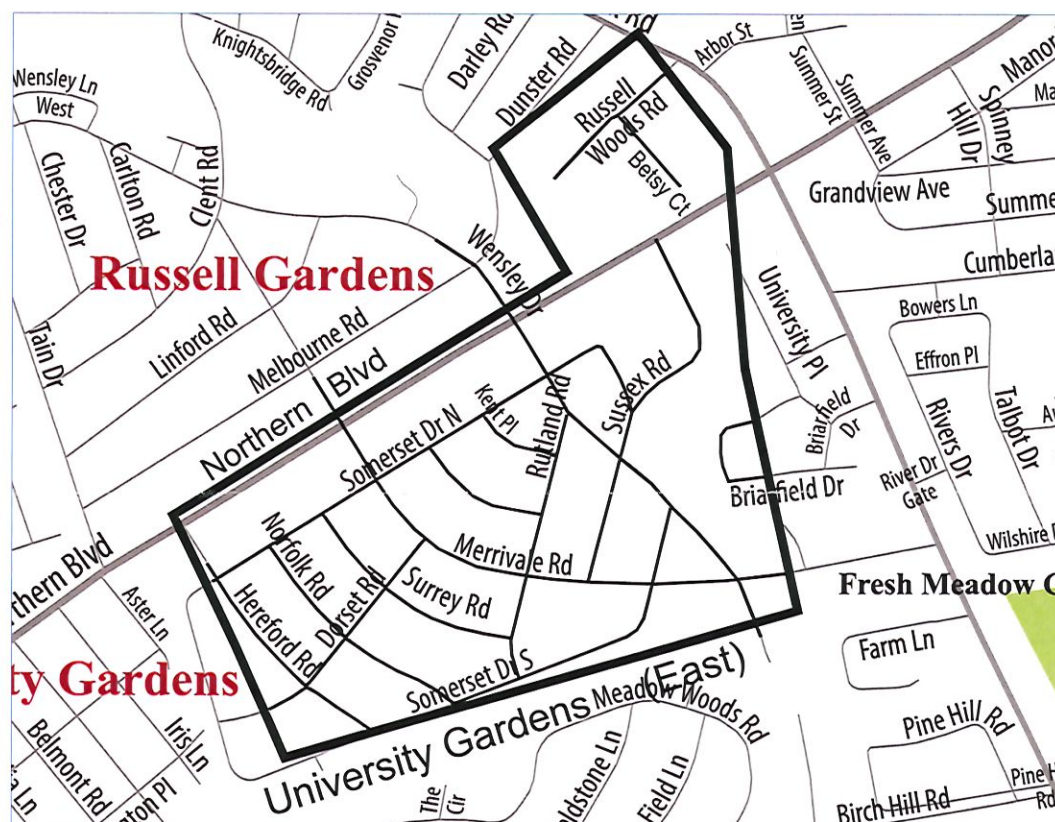 Knightsbridge Rd
Grosvenor
Darley Rd
Dunster Rd
Rd
Arbor St
Summer St
Summer Ave
Spinney
Hill Dr
Manor
Wensley Ln
West
Chester Dr
Carlton Rd
Clent Rd
Russell
Woods Rd
Betsy Ct
Grandview Ave
Summe
Cumberla
Russell Gardens
Wensley Dr
Tain Dr
Linford Rd
Melbourne Rd
Northern Blvd
University Pl
Bowers Ln
Effron Pl
Rivers Dr
Talbot Dr
Kent Pl
Rutland Rd
Sussex Rd
Briarfield
Dr
Somerset Dr N
Briarfield Dr
River Dr
Gate
Wilshire
thern Blvd
Norfolk Rd
Dorset Rd
Merrivale Rd
Surrey Rd
Hereford Rd
Fresh Meadow
Aster Ln
ty Gardens
Somerset Dr S
University Gardens (East)
Farm Ln
Meadow Woods Rd
Belmont Rd
Iris Ln
gton Pl
Ln
The
Cir
ldstone Ln
Field Ln
Pine Hill Rd
Pine H
Rd
Birch Hill Rd